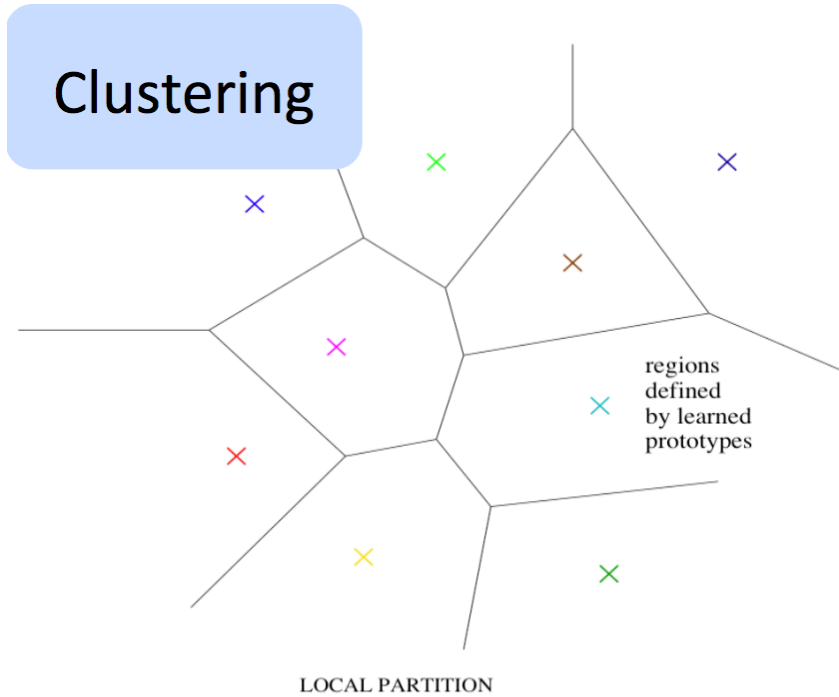 Clustering
regions
defined
by learned
prototypes
LOCAL PARTITION